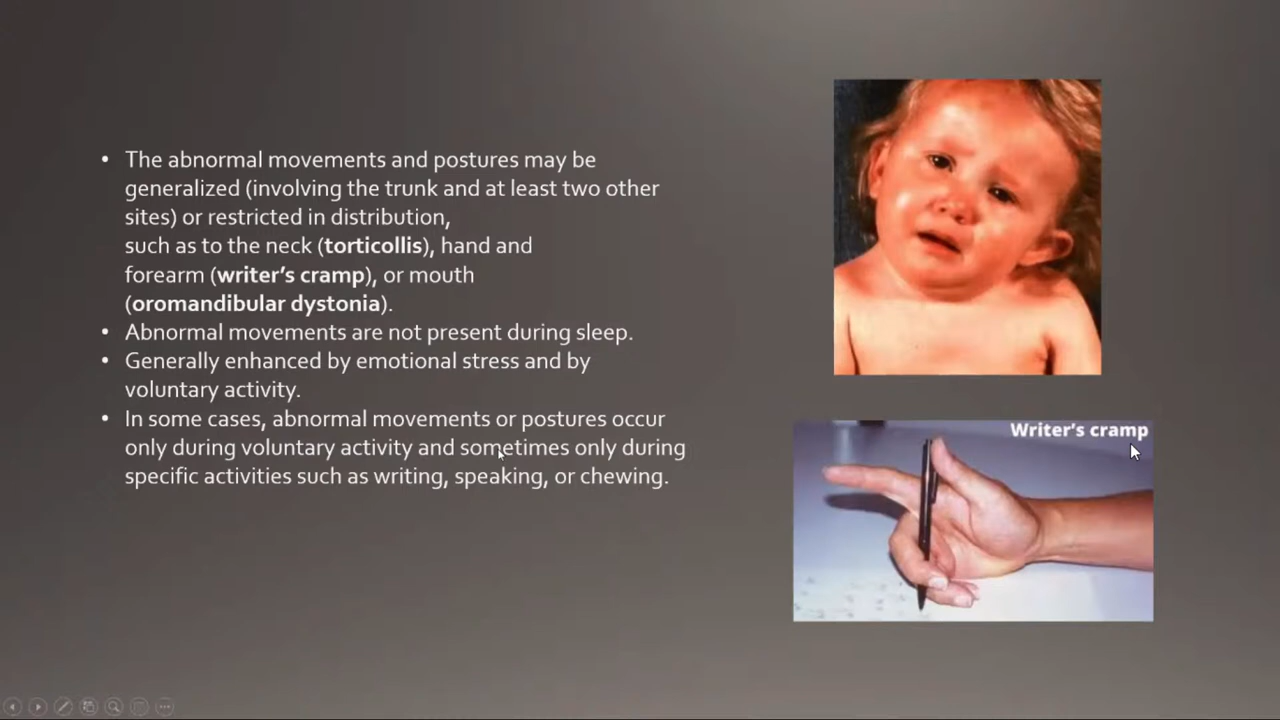 • The abnormal movements and postures may be
generalized (involving the trunk and at least two other
sites) or restricted in distribution,
such as to the neck (torticollis), hand and
forearm (writer’s cramp), or mouth
(oromandibular dystonia).
• Abnormal movements are not present during sleep.
• Generally enhanced by emotional stress and by
voluntary activity.
• In some cases, abnormal movements or postures occur
only during voluntary activity and sometimes only during
specific activities such as writing, speaking, or chewing.
Writer’s cramp